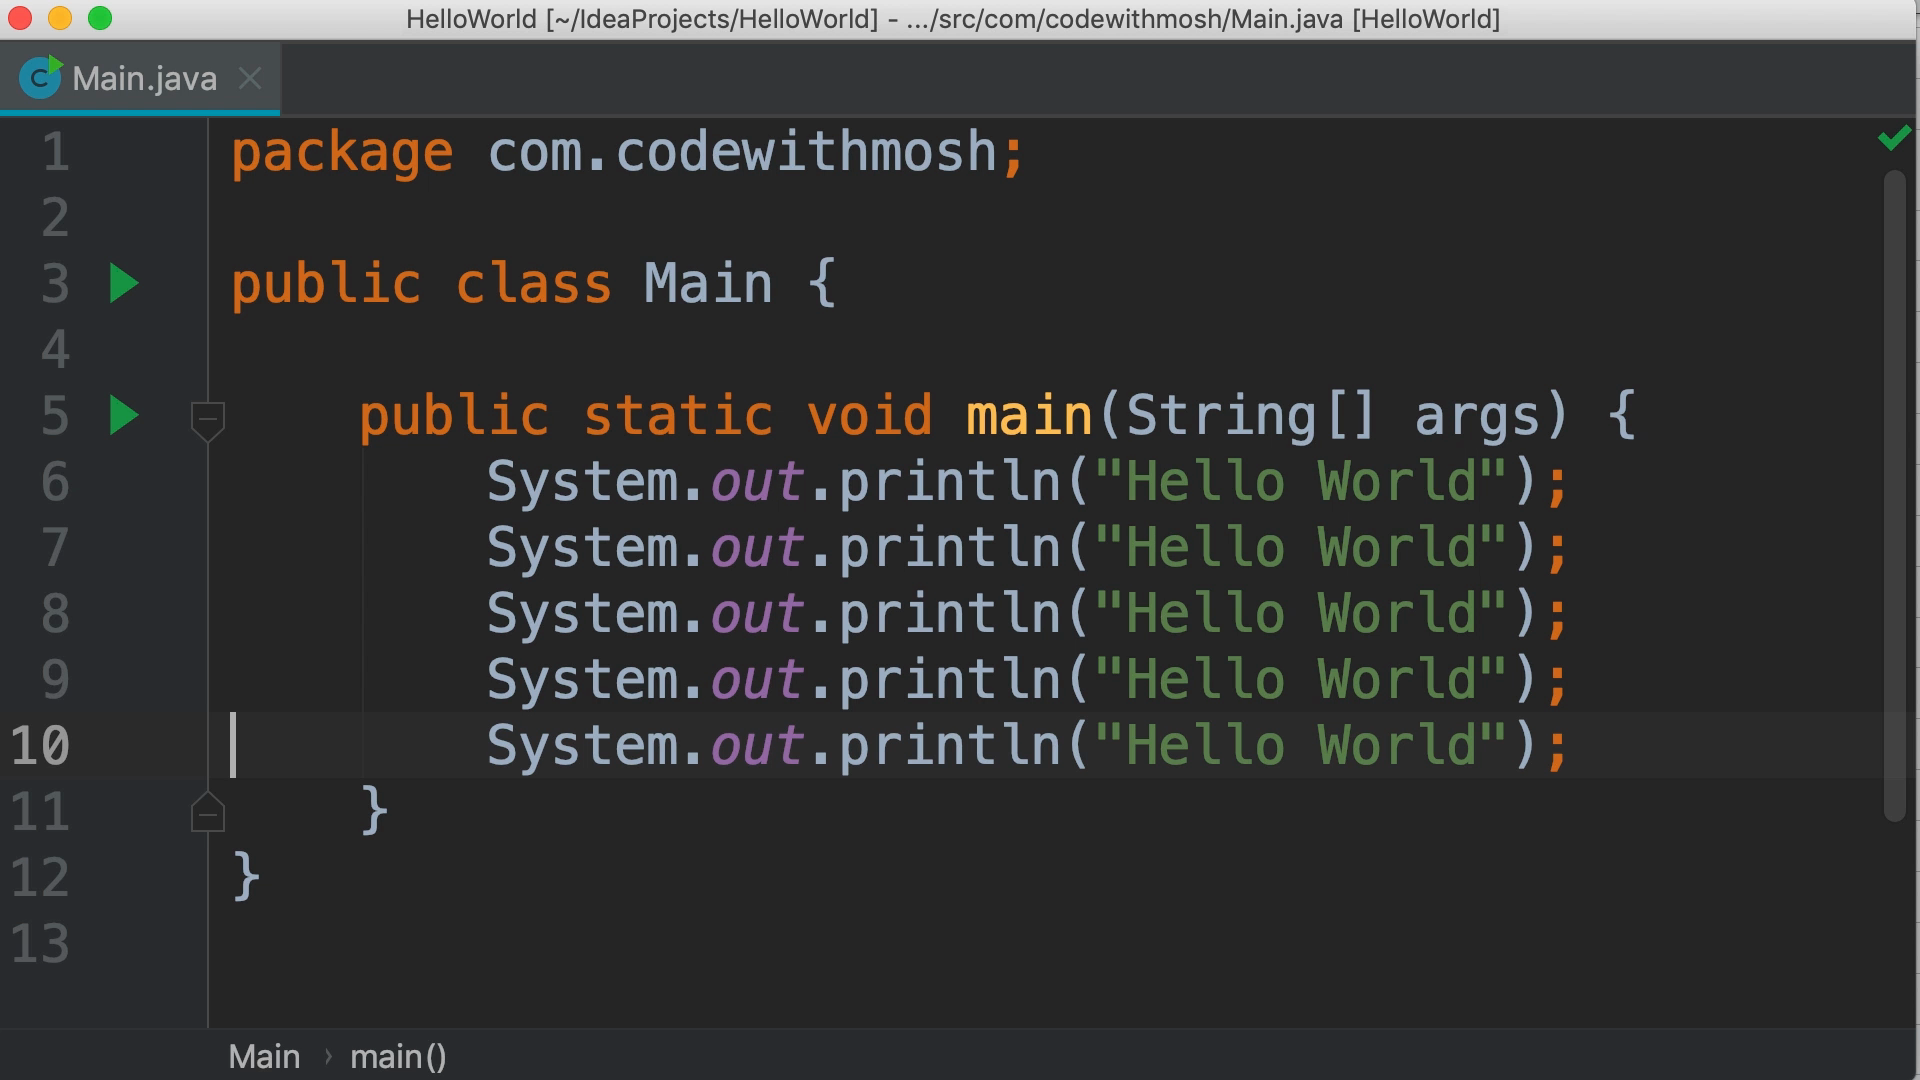 HelloWorld [~/IdeaProjects/HelloWorld] - .../src/com/codewithmosh/Main.java [HelloWorld]
C Main.java
1 package com.codewithmosh;
2
3 public class Main {
4
5     public static void main(String[] args) {
6         System.out.println("Hello World");
7         System.out.println("Hello World");
8         System.out.println("Hello World");
9         System.out.println("Hello World");
10         System.out.println("Hello World");
11     }
12 }
13
Main › main()